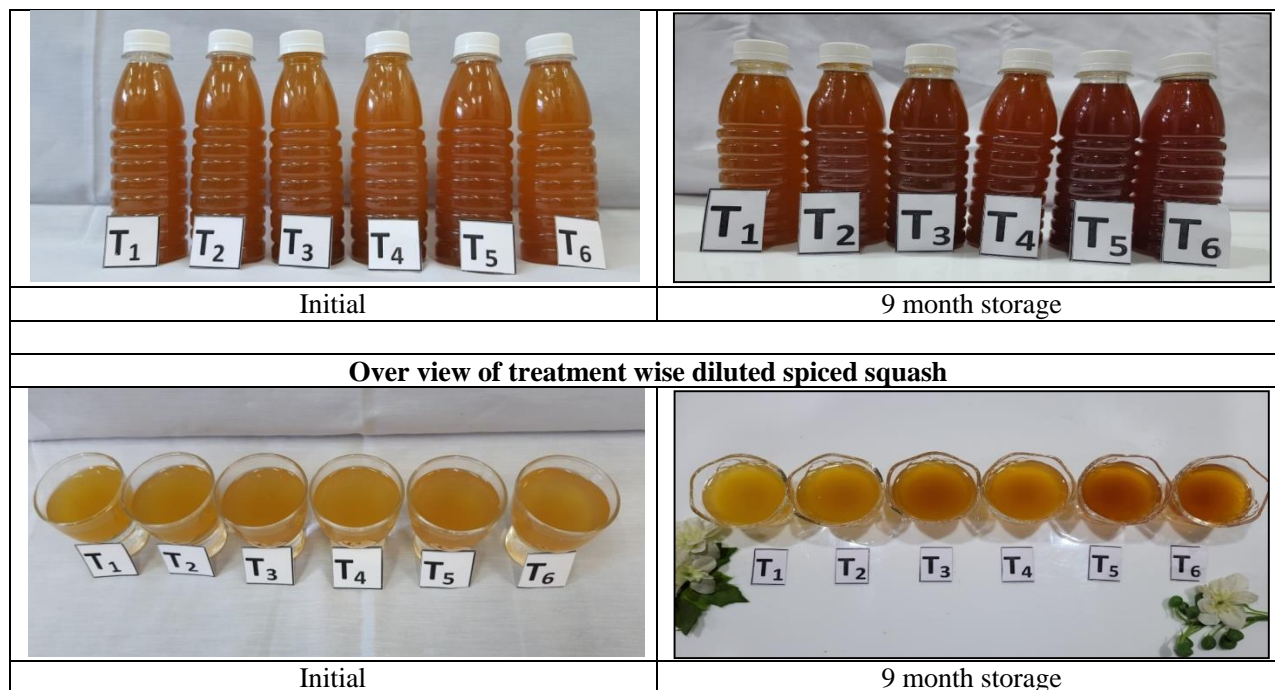 T₁ T₂ T₃ T₄ T₅ T₆
T₁ T₂ T₃ T₄ T₅ T₆
Initial
9 month storage
Over view of treatment wise diluted spiced squash
T₁ T₂ T₃ T₄ T₅ T₆
T₁ T₂ T₃ T₄ T₅ T₆
Initial
9 month storage